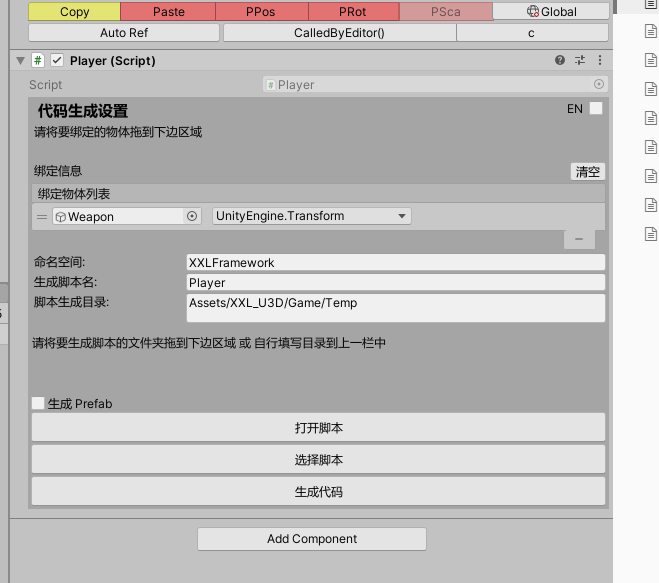 Copy Paste PPos PRot PSca Global
Auto Ref CalledByEditor() c
Player (Script)
Script Player
代码生成设置 EN
请将要绑定的物体拖到下边区域
绑定信息 清空
绑定物体列表
Weapon UnityEngine.Transform
命名空间: XXLFramework
生成脚本名: Player
脚本生成目录: Assets/XXL_U3D/Game/Temp
请将要生成脚本的文件夹拖到下边区域 或 自行填写目录到上一栏中
生成 Prefab
打开脚本
选择脚本
生成代码
Add Component